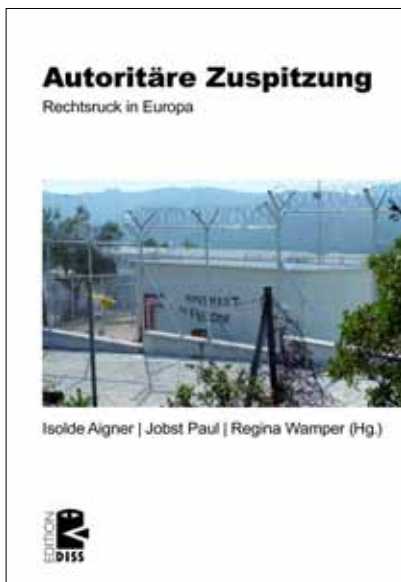 Autoritäre Zuspitzung
Rechtsruck in Europa
Isolde Aigner | Jobst Paul | Regina Wamper (Hg.)
EDITION
DISS